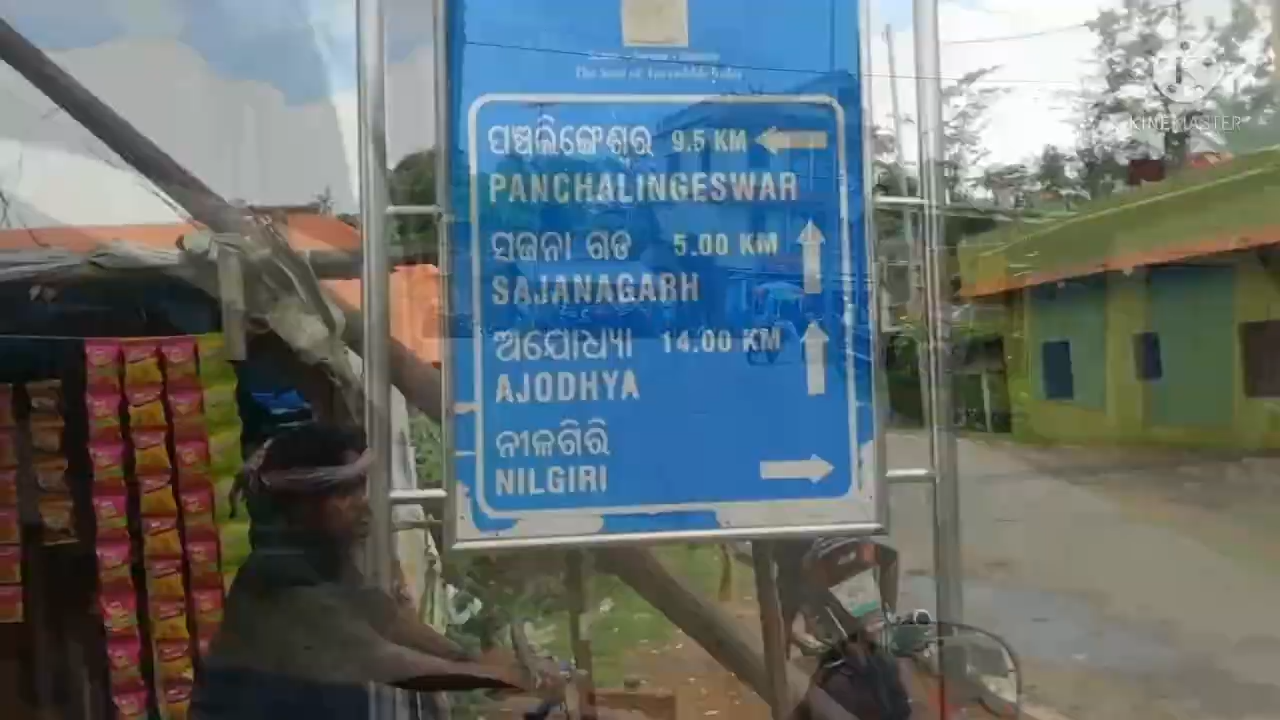 The Soul of Incredible India
ପଞ୍ଚଲିଙ୍ଗେଶ୍ୱର 9.5 KM
PANCHALINGESWAR
ସଜନା ଗଡ 5.00 KM
SAJANAGARH
ଅଯୋଧ୍ୟା 14.00 KM
AJODHYA
ନୀଳଗିରି
NILGIRI
KINEMASTER